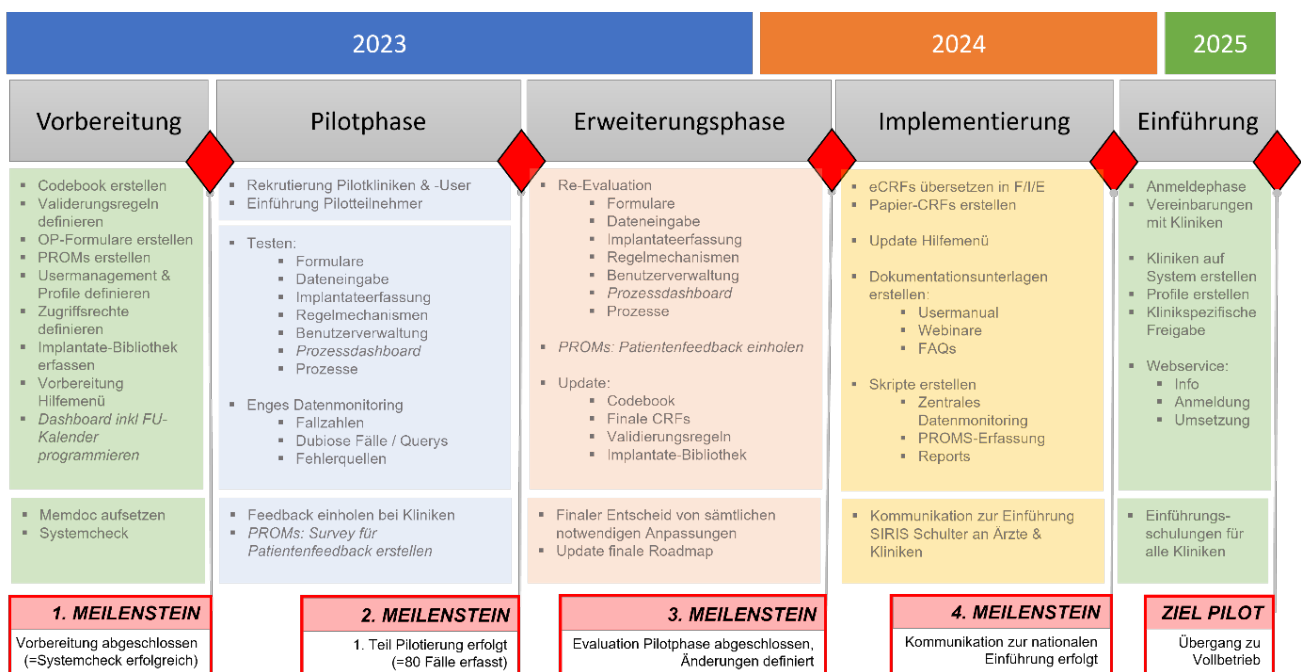 2023
2024
2025
Vorbereitung
Pilotphase
Erweiterungsphase
Implementierung
Einführung
Codebook erstellen
Validerungsregeln
definieren
OP-Formulare erstellen
PROMs erstellen
Usermanagement &
Profile definieren
Zugriffsrechte
definieren
Implantate-Bibliothek
erfassen
Vorbereitung
Hilfemenü
Dashboard inkl FU-
Kalender
programmieren
Memdoc aufsetzen
Systemcheck
Rekrutierung Pilotkliniken & -User
Einführung Pilotteilnehmer
Testen:
Formulare
Dateneingabe
Implantateerfassung
Regelmechanismen
Benutzerverwaltung
Prozessdashboard
Prozesse
Enges Datenmonitoring
Fallzahlen
Dubiose Fälle / Querys
Fehlerquellen
Feedback einholen bei Kliniken
PROMs: Survey für
Patientenfeedback erstellen
Re-Evaluation
Formulare
Dateneingabe
Implantateerfassung
Regelmechanismen
Benutzerverwaltung
Prozessdashboard
Prozesse
PROMs: Patientenfeedback einholen
Update:
Codebook
Finale CRFs
Validierungsregeln
Implantate-Bibliothek
Finaler Entscheid von sämtlichen
notwendigen Anpassungen
Update finale Roadmap
eCRFs übersetzen in F/I/E
Papier-CRFs erstellen
Update Hilfemenü
Dokumentationsunterlagen
erstellen:
Usermanual
Webinare
FAQs
Skripte erstellen
Zentrales
Datenmonitoring
PROMS-Erfassung
Reports
Kommunikation zur Einführung
SIRIS Schulter an Ärzte &
Kliniken
Anmeldephase
Vereinbarungen
mit Kliniken
Kliniken auf
System erstellen
Profile erstellen
Klinikspezifische
Freigabe
Webservice:
Info
Anmeldung
Umsetzung
Einführungs-
schulungen für
alle Kliniken
1. MEILENSTEIN
Vorbereitung abgeschlossen
(=Systemcheck erfolgreich)
2. MEILENSTEIN
1. Teil Pilotierung erfolgt
(=80 Fälle erfasst)
3. MEILENSTEIN
Evaluation Pilotphase abgeschlossen,
Änderungen definiert
4. MEILENSTEIN
Kommunikation zur nationalen
Einführung erfolgt
ZIEL PILOT
Übergang zu
Vollbetrieb